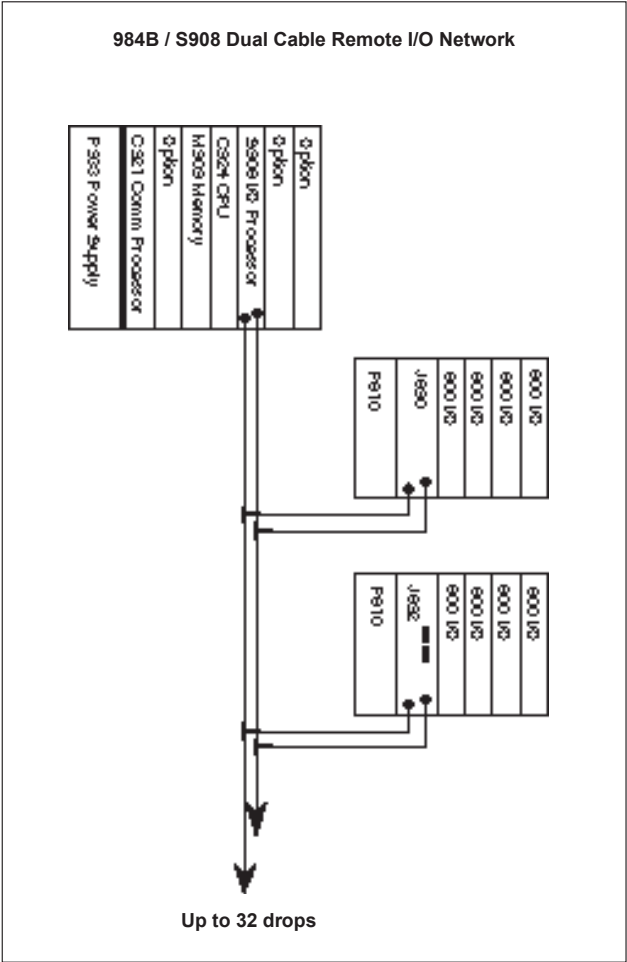 984B / S908 Dual Cable Remote I/O Network
P933 Power Supply
C921 Comm Processor
Option
M909 Memory
C924 CPU
S908 I/O Processor
Option
Option
P810
J890
800 I/O
800 I/O
800 I/O
800 I/O
P810
J892
800 I/O
800 I/O
800 I/O
800 I/O
Up to 32 drops